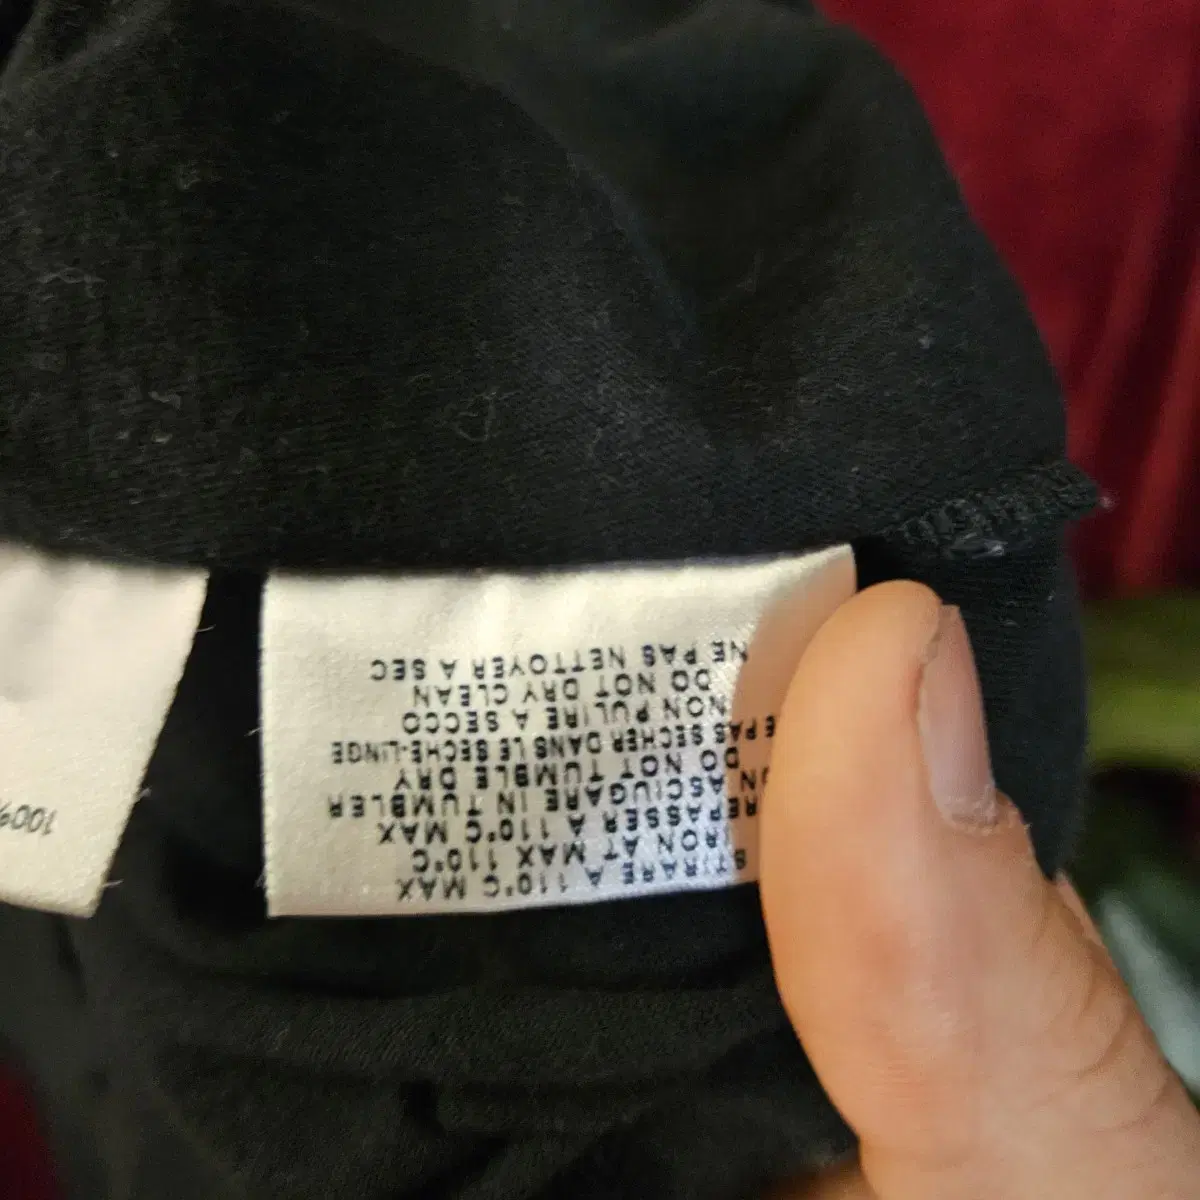 STIRARE A 110°C MAX
IRON AT MAX 110°C
REPASSER A 110°C MAX
ON ASCIUGARE IN TUMBLER
DO NOT TUMBLE DRY
E PAS SECHER DANS LE SECHE-LINGE
NON PULIRE A SECCO
DO NOT DRY CLEAN
NE PAS NETTOYER A SEC
100%